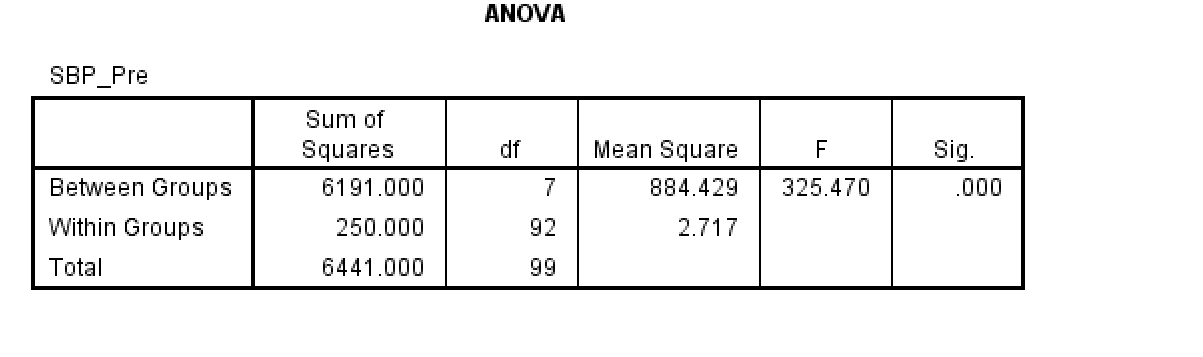 ANOVA
SBP_Pre
Sum of
Squares df Mean Square F Sig.
Between Groups 6191.000 7 884.429 325.470 .000
Within Groups 250.000 92 2.717
Total 6441.000 99